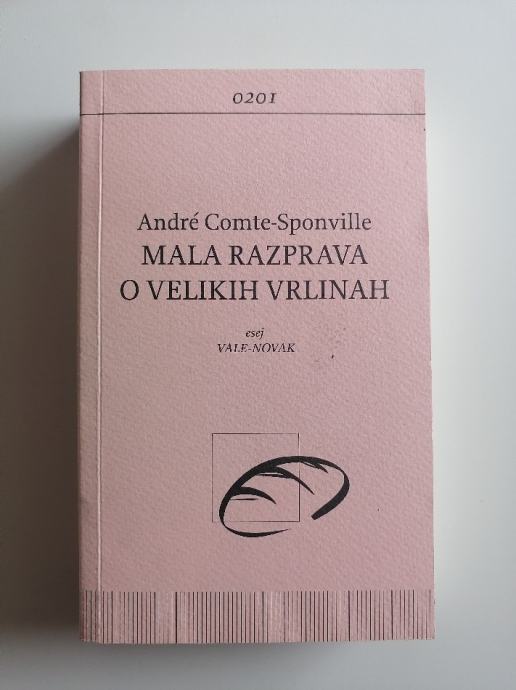 0201
André Comte-Sponville
MALA RAZPRAVA
O VELIKIH VRLINAH
esej
VALE-NOVAK